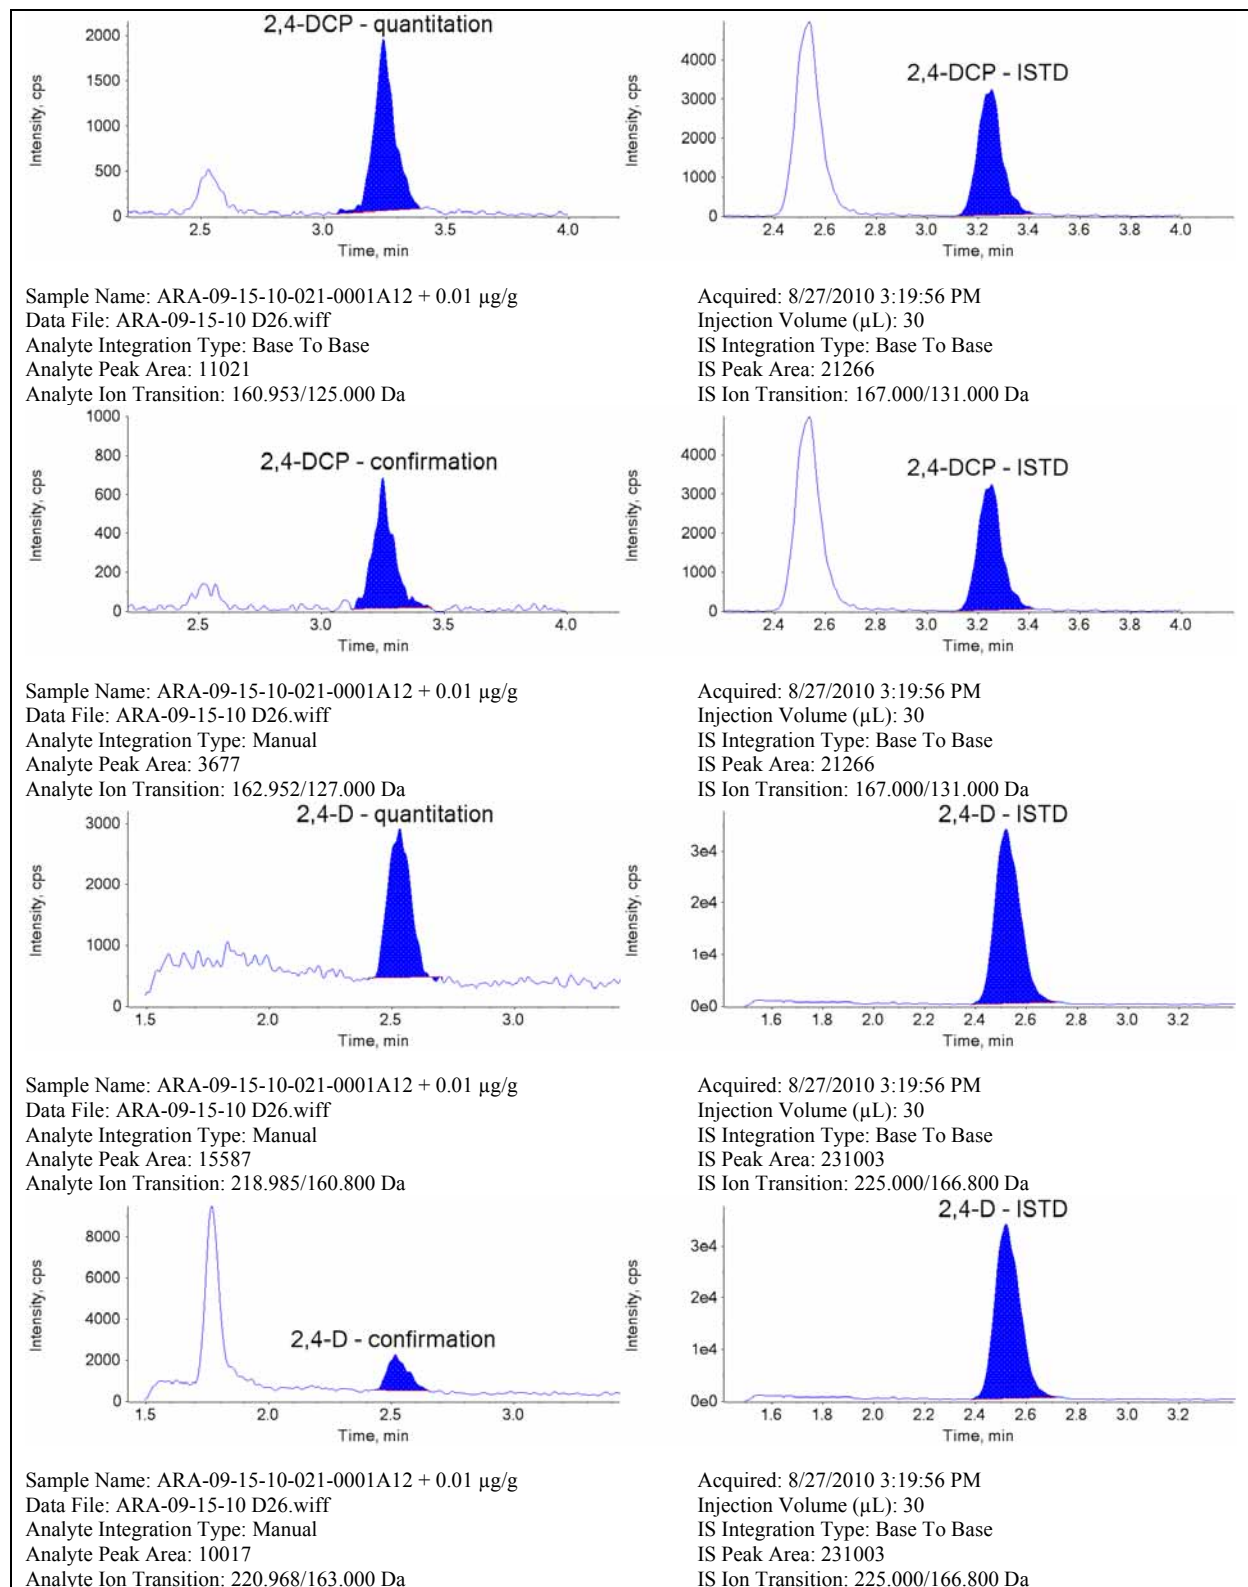 2,4-DCP - quantitation
2000
1500
1000
500
0
Intensity, cps
2.5 3.0 3.5 4.0
Time, min
2,4-DCP - ISTD
4000
3000
2000
1000
0
Intensity, cps
2.4 2.6 2.8 3.0 3.2 3.4 3.6 3.8 4.0
Time, min
Sample Name: ARA-09-15-10-021-0001A12 + 0.01 µg/g
Data File: ARA-09-15-10 D26.wiff
Analyte Integration Type: Base To Base
Analyte Peak Area: 11021
Analyte Ion Transition: 160.953/125.000 Da
Acquired: 8/27/2010 3:19:56 PM
Injection Volume (µL): 30
IS Integration Type: Base To Base
IS Peak Area: 21266
IS Ion Transition: 167.000/131.000 Da
2,4-DCP - confirmation
1000
800
600
400
200
0
Intensity, cps
2.5 3.0 3.5 4.0
Time, min
2,4-DCP - ISTD
4000
3000
2000
1000
0
Intensity, cps
2.4 2.6 2.8 3.0 3.2 3.4 3.6 3.8 4.0
Time, min
Sample Name: ARA-09-15-10-021-0001A12 + 0.01 µg/g
Data File: ARA-09-15-10 D26.wiff
Analyte Integration Type: Manual
Analyte Peak Area: 3677
Analyte Ion Transition: 162.952/127.000 Da
Acquired: 8/27/2010 3:19:56 PM
Injection Volume (µL): 30
IS Integration Type: Base To Base
IS Peak Area: 21266
IS Ion Transition: 167.000/131.000 Da
2,4-D - quantitation
3000
2000
1000
0
Intensity, cps
1.5 2.0 2.5 3.0
Time, min
2,4-D - ISTD
3e4
2e4
1e4
0e0
Intensity, cps
1.6 1.8 2.0 2.2 2.4 2.6 2.8 3.0 3.2
Time, min
Sample Name: ARA-09-15-10-021-0001A12 + 0.01 µg/g
Data File: ARA-09-15-10 D26.wiff
Analyte Integration Type: Manual
Analyte Peak Area: 15587
Analyte Ion Transition: 218.985/160.800 Da
Acquired: 8/27/2010 3:19:56 PM
Injection Volume (µL): 30
IS Integration Type: Base To Base
IS Peak Area: 231003
IS Ion Transition: 225.000/166.800 Da
2,4-D - confirmation
8000
6000
4000
2000
0
Intensity, cps
1.5 2.0 2.5 3.0
Time, min
2,4-D - ISTD
3e4
2e4
1e4
0e0
Intensity, cps
1.6 1.8 2.0 2.2 2.4 2.6 2.8 3.0 3.2
Time, min
Sample Name: ARA-09-15-10-021-0001A12 + 0.01 µg/g
Data File: ARA-09-15-10 D26.wiff
Analyte Integration Type: Manual
Analyte Peak Area: 10017
Analyte Ion Transition: 220.968/163.000 Da
Acquired: 8/27/2010 3:19:56 PM
Injection Volume (µL): 30
IS Integration Type: Base To Base
IS Peak Area: 231003
IS Ion Transition: 225.000/166.800 Da